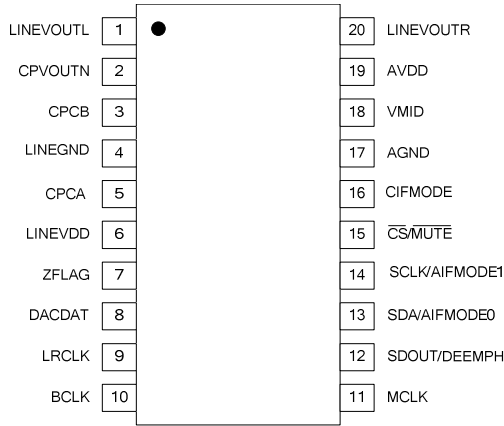 LINEVOUTL 1 20 LINEVOUTR
CPVOUTN 2 19 AVDD
CPCB 3 18 VMID
LINEGND 4 17 AGND
CPCA 5 16 CIFMODE
LINEVDD 6 15 C̅S̅/M̅U̅T̅E̅
ZFLAG 7 14 SCLK/AIFMODE1
DACDAT 8 13 SDA/AIFMODE0
LRCLK 9 12 SDOUT/DEEMPH
BCLK 10 11 MCLK